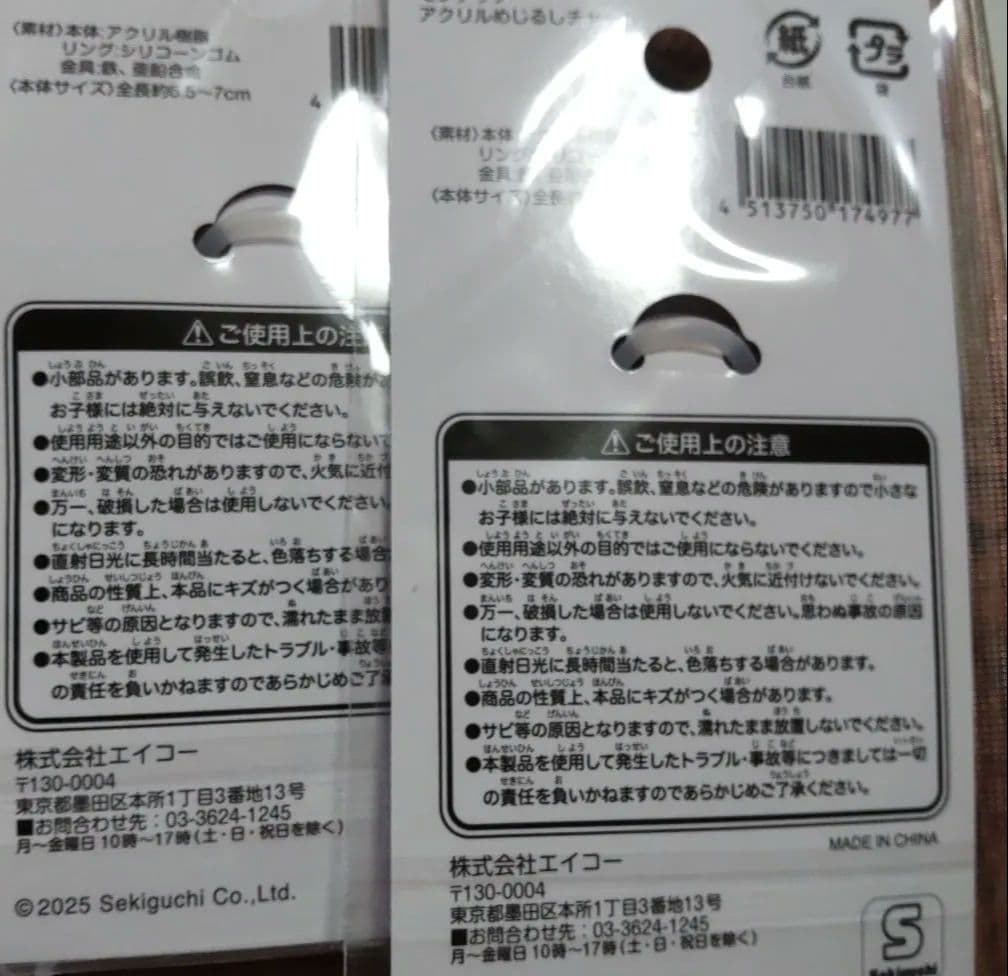 〈素材〉本体:アクリル樹脂
リング:シリコーンゴム
金具:鉄、亜鉛合金
〈本体サイズ〉全長約6.5〜7cm
4
⚠ご使用上の注
●小部品があります。誤飲、窒息などの危険が
お子様には絶対に与えないでください。
●使用用途以外の目的ではご使用にならないで
●変形・変質の恐れがありますので、火気に近付
●万一、破損した場合は使用しないでください。
になります。
●直射日光に長時間当たると、色落ちする場合
●商品の性質上、本品にキズがつく場合があり
●サビ等の原因となりますので、濡れたまま放置
●本製品を使用して発生したトラブル・事故等
の責任を負いかねますのであらかじめご了承
株式会社エイコー
〒130-0004
東京都墨田区本所1丁目3番地13号
■お問合わせ先:03-3624-1245
月〜金曜日10時〜17時(土・日・祝日を除く)
©2025 Sekiguchi Co.,Ltd.
アクリルめじるしチャ
紙
台紙
プラ
袋
〈素材〉本体
リング:シリコーン
金具:鉄
〈本体サイズ〉全長
4 513750 174977
⚠ご使用上の注意
●小部品があります。誤飲、窒息などの危険がありますので小さな
お子様には絶対に与えないでください。
●使用用途以外の目的ではご使用にならないでください。
●変形・変質の恐れがありますので、火気に近付けないでください。
●万一、破損した場合は使用しないでください。思わぬ事故の原因
になります。
●直射日光に長時間当たると、色落ちする場合があります。
●商品の性質上、本品にキズがつく場合があります。
●サビ等の原因となりますので、濡れたまま放置しないでください。
●本製品を使用して発生したトラブル・事故等につきましては一切
の責任を負いかねますのであらかじめご了承ください。
MADE IN CHINA
株式会社エイコー
〒130-0004
東京都墨田区本所1丁目3番地13号
■お問合わせ先:03-3624-1245
月〜金曜日10時〜17時(土・日・祝日を除く)
S
Sekiguchi